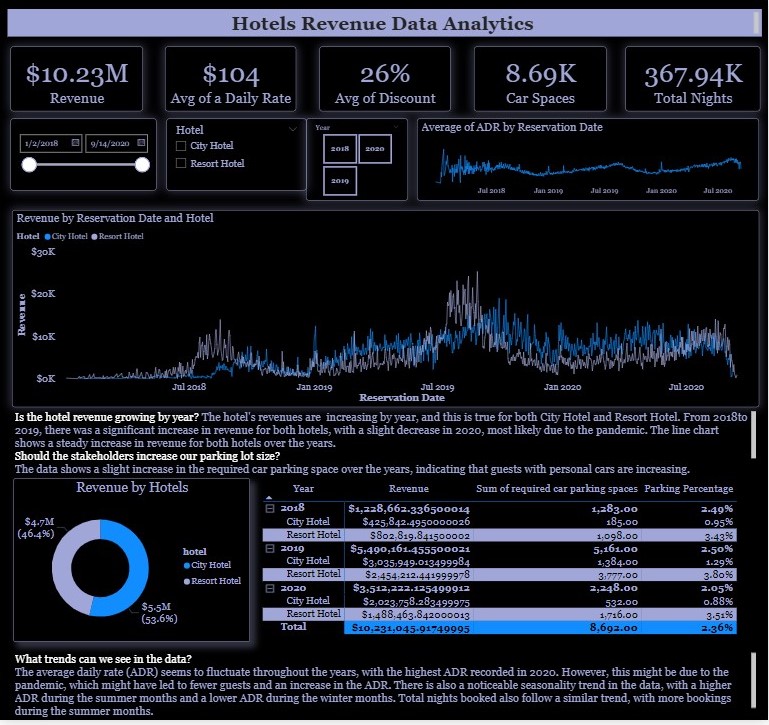 Hotels Revenue Data Analytics
$10.23M
Revenue
$104
Avg of a Daily Rate
26%
Avg of Discount
8.69K
Car Spaces
367.94K
Total Nights
1/2/2018 9/14/2020
Hotel
City Hotel
Resort Hotel
Year
2018 2020
2019
Average of ADR by Reservation Date
Jul 2018 Jan 2019 Jul 2019 Jan 2020 Jul 2020
Revenue by Reservation Date and Hotel
Hotel City Hotel Resort Hotel
$30K
$20K
$10K
$0K
Revenue
Jul 2018 Jan 2019 Jul 2019 Jan 2020 Jul 2020
Reservation Date
Is the hotel revenue growing by year? The hotel's revenues are increasing by year, and this is true for both City Hotel and Resort Hotel. From 2018to
2019, there was a significant increase in revenue for both hotels, with a slight decrease in 2020, most likely due to the pandemic. The line chart
shows a steady increase in revenue for both hotels over the years.
Should the stakeholders increase our parking lot size?
The data shows a slight increase in the required car parking space over the years, indicating that guests with personal cars are increasing.
Revenue by Hotels
$4.7M
(46.4%)
$5.5M
(53.6%)
hotel
City Hotel
Resort Hotel
Year Revenue Sum of required car parking spaces Parking Percentage
2018 $1,228,662.336500014 1,283.00 2.49%
City Hotel $425,842.4950000026 185.00 0.95%
Resort Hotel $802,819.841500002 1,098.00 3.43%
2019 $5,490,161.455500021 5,161.00 2.50%
City Hotel $3,035,949.013499984 1,384.00 1.29%
Resort Hotel $2,454,212.441999978 3,777.00 3.80%
2020 $3,512,222.125499912 2,248.00 2.05%
City Hotel $2,023,758.283499975 532.00 0.88%
Resort Hotel $1,488,463.842000013 1,716.00 3.51%
Total $10,231,045.91749995 8,692.00 2.36%
What trends can we see in the data?
The average daily rate (ADR) seems to fluctuate throughout the years, with the highest ADR recorded in 2020. However, this might be due to the
pandemic, which might have led to fewer guests and an increase in the ADR. There is also a noticeable seasonality trend in the data, with a higher
ADR during the summer months and a lower ADR during the winter months. Total nights booked also follow a similar trend, with more bookings
during the summer months.